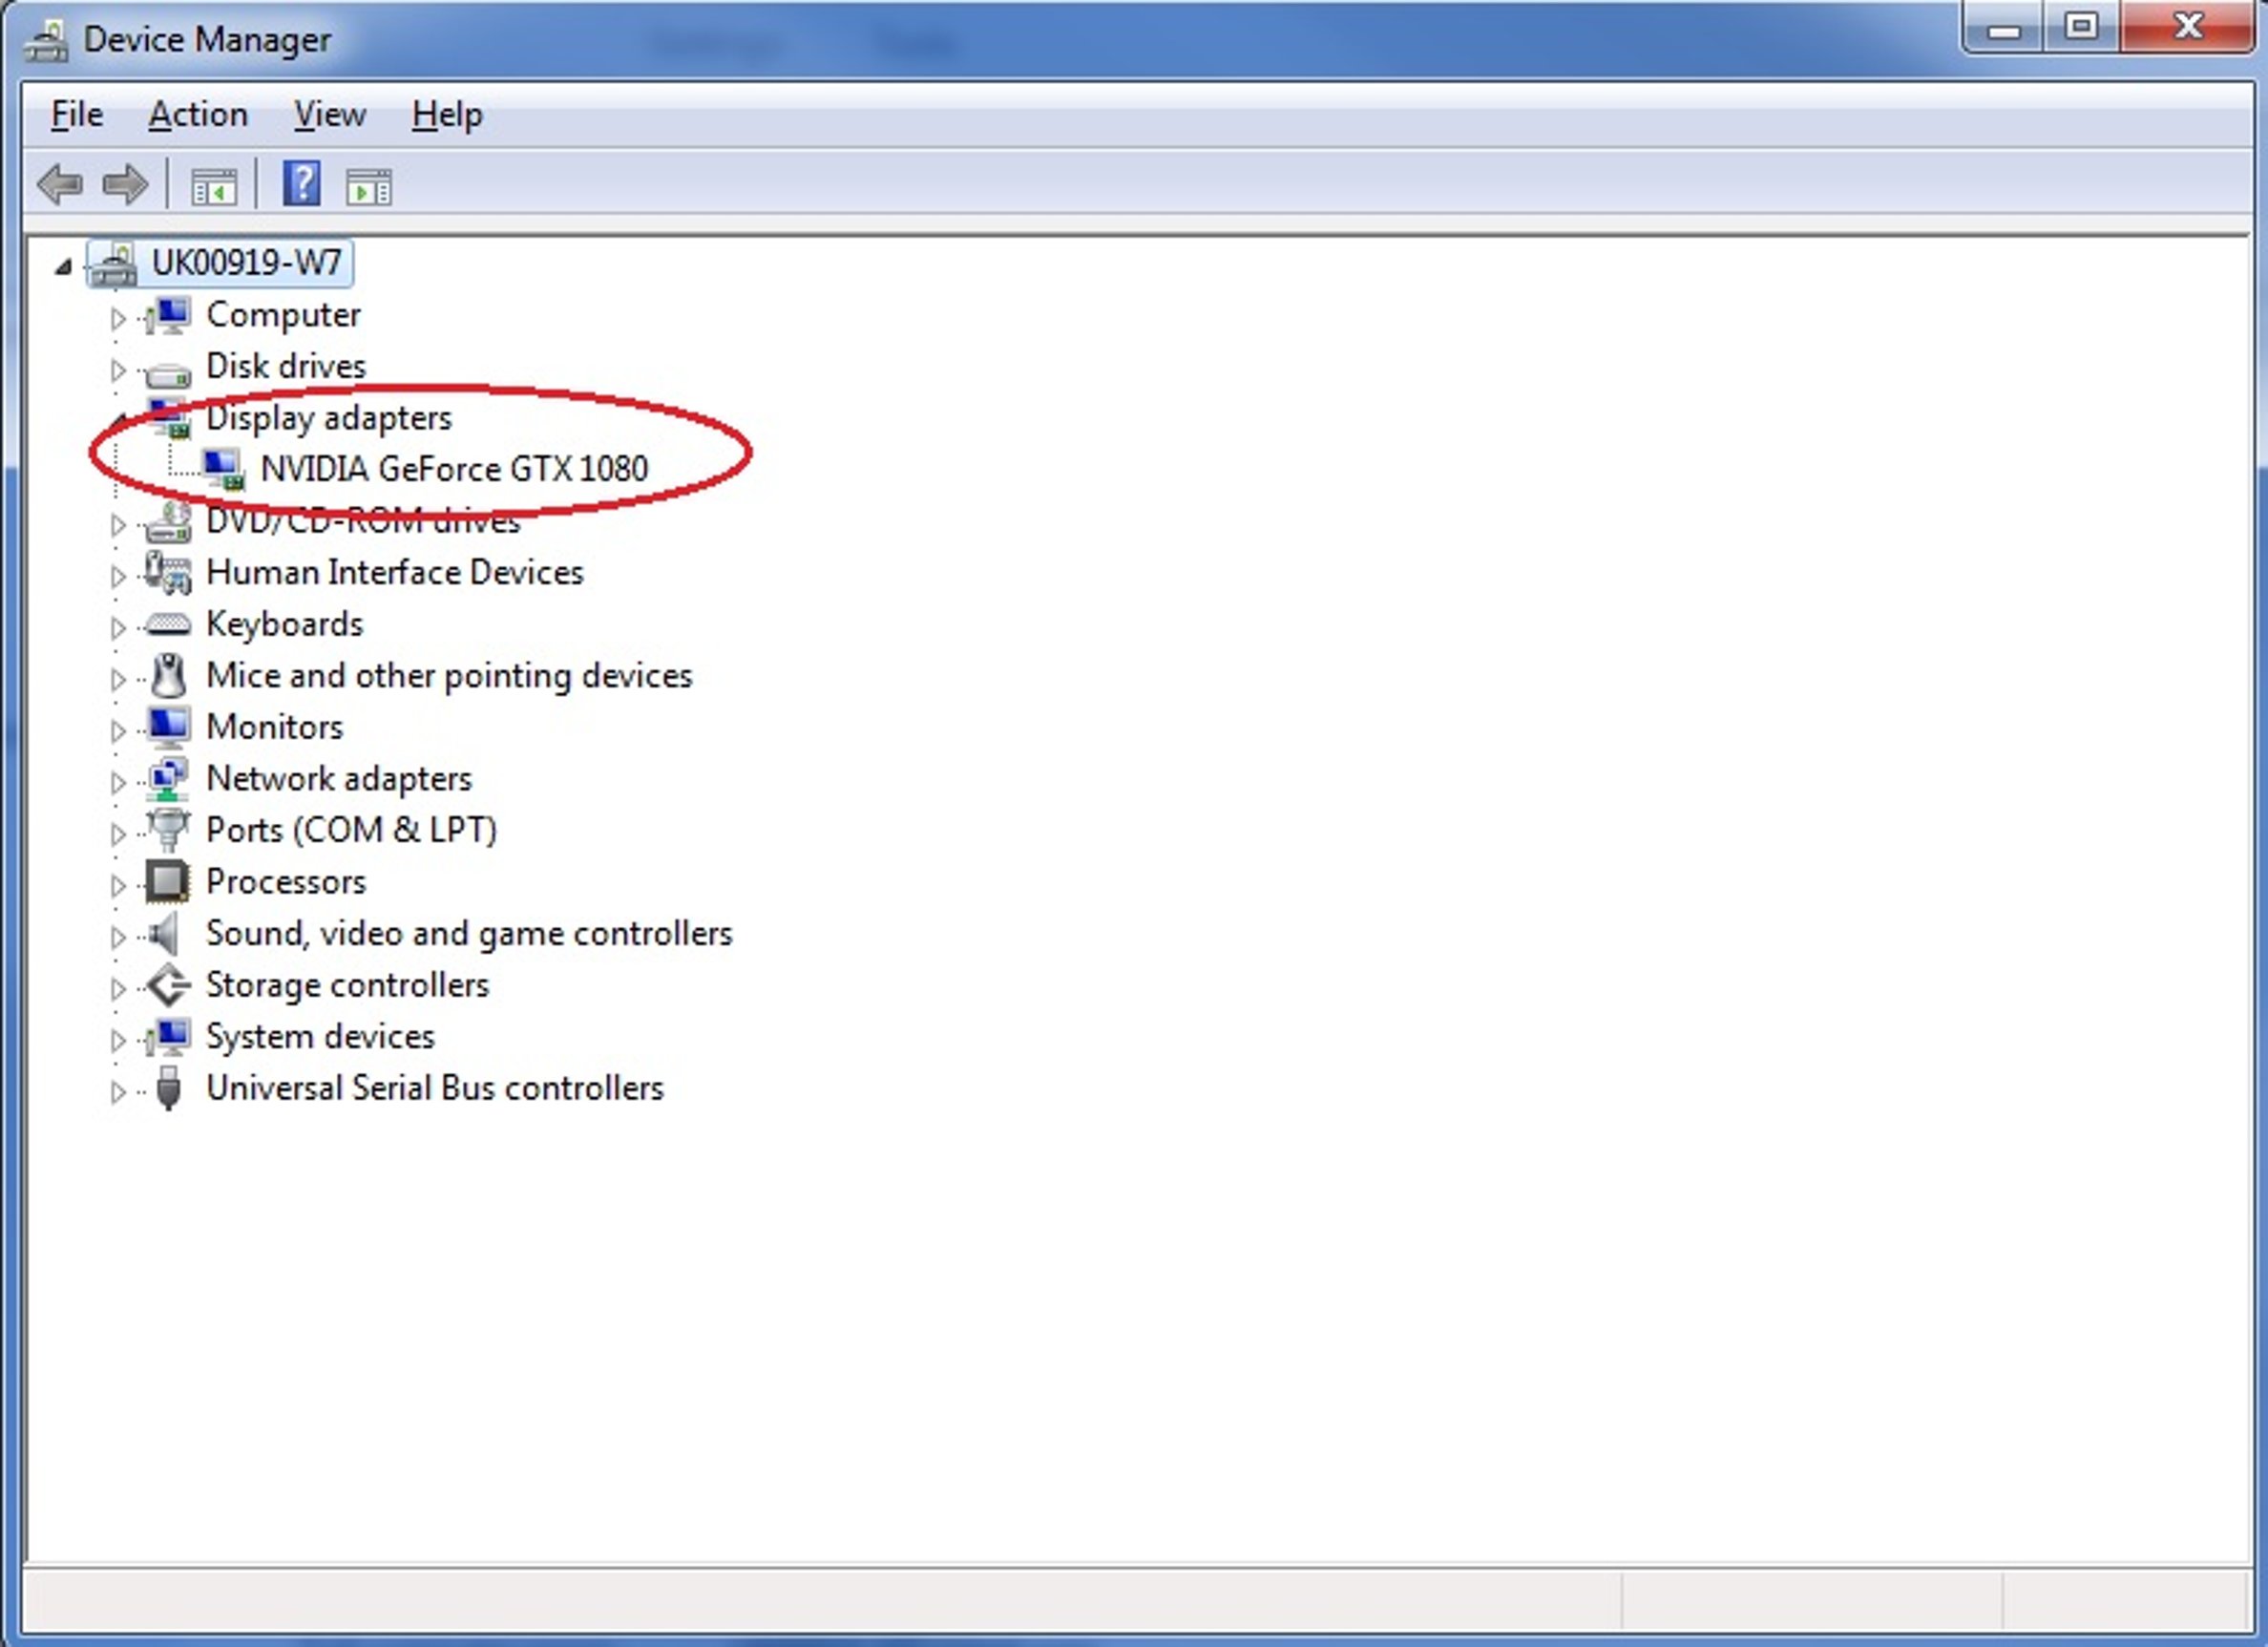 Device Manager
File Action View Help
UK00919-W7
Computer
Disk drives
Display adapters
NVIDIA GeForce GTX 1080
DVD/CD-ROM drives
Human Interface Devices
Keyboards
Mice and other pointing devices
Monitors
Network adapters
Ports (COM & LPT)
Processors
Sound, video and game controllers
Storage controllers
System devices
Universal Serial Bus controllers